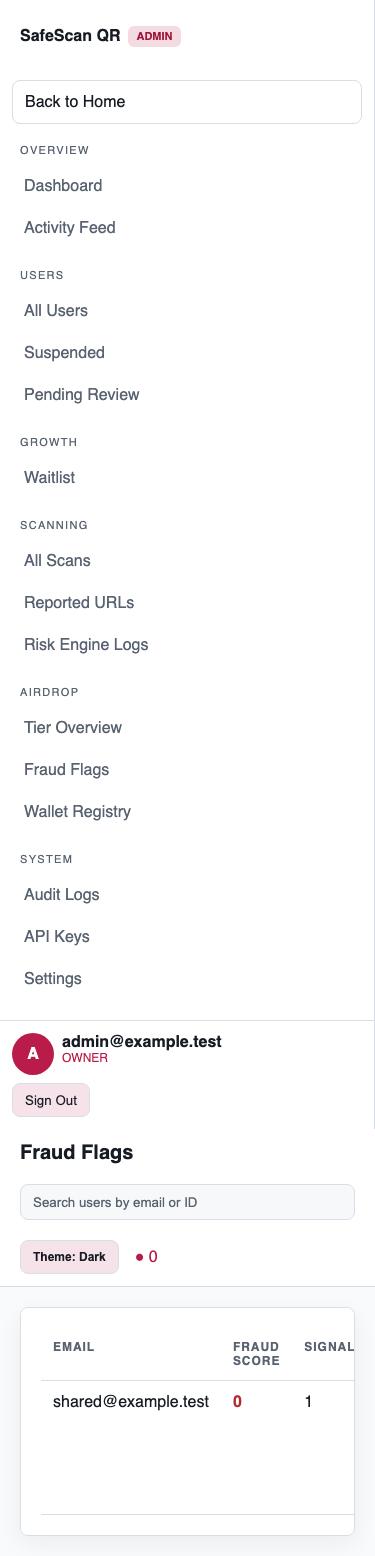 SafeScan QR ADMIN
Back to Home
OVERVIEW
Dashboard
Activity Feed
USERS
All Users
Suspended
Pending Review
GROWTH
Waitlist
SCANNING
All Scans
Reported URLs
Risk Engine Logs
AIRDROP
Tier Overview
Fraud Flags
Wallet Registry
SYSTEM
Audit Logs
API Keys
Settings
A admin@example.test
OWNER
Sign Out
Fraud Flags
Search users by email or ID
Theme: Dark 0
EMAIL FRAUD SCORE SIGNAL
shared@example.test 0 1